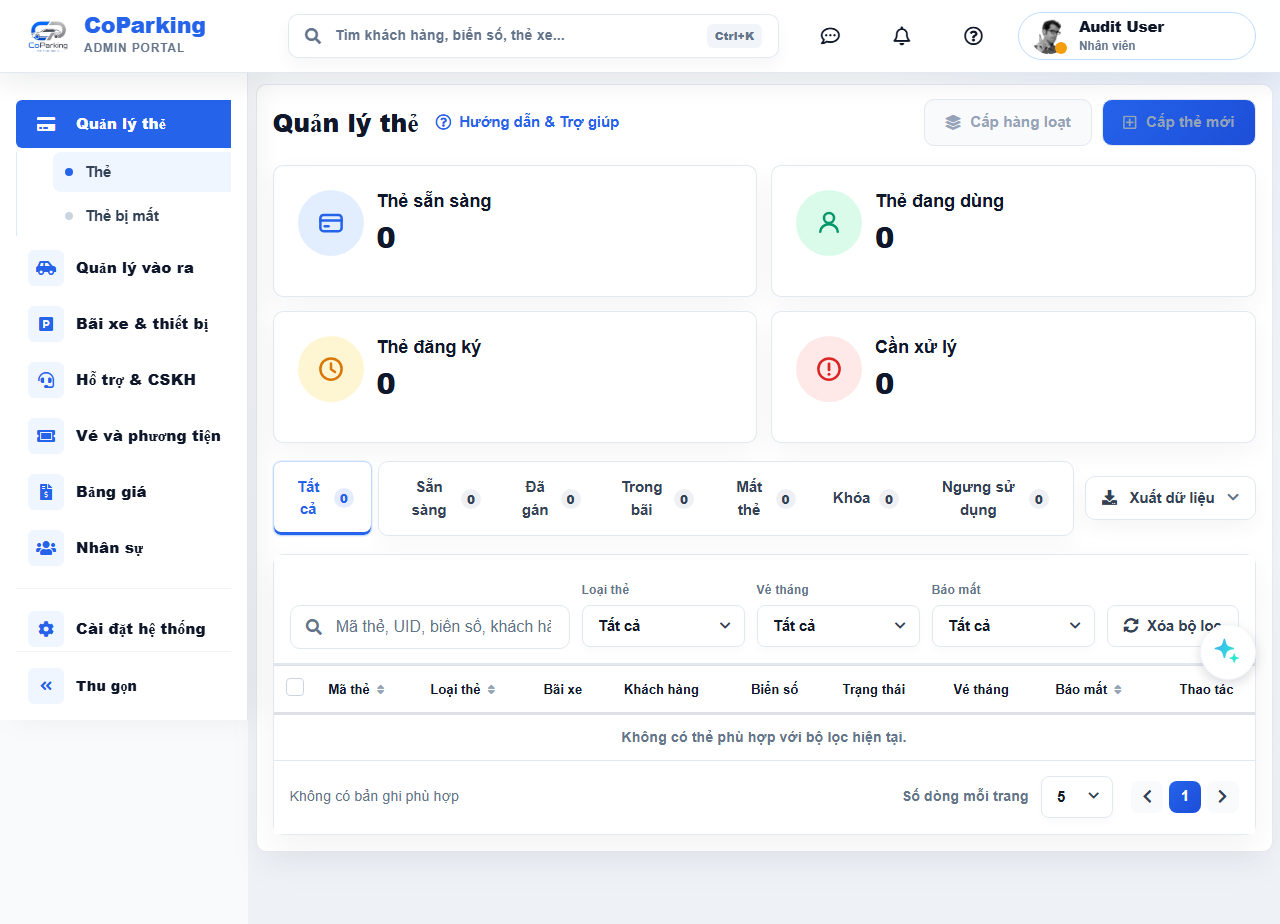 CoParking
CoParking
ADMIN PORTAL
Tìm khách hàng, biển số, thẻ xe...
Ctrl+K
Audit User
Nhân viên
Quản lý thẻ
Thẻ
Thẻ bị mất
Quản lý vào ra
Bãi xe & thiết bị
Hỗ trợ & CSKH
Vé và phương tiện
Bảng giá
Nhân sự
Cài đặt hệ thống
Thu gọn
Quản lý thẻ
Hướng dẫn & Trợ giúp
Cấp hàng loạt
Cấp thẻ mới
Thẻ sẵn sàng
0
Thẻ đang dùng
0
Thẻ đăng ký
0
Cần xử lý
0
Tất cả 0
Sẵn sàng 0
Đã gán 0
Trong bãi 0
Mất thẻ 0
Khóa 0
Ngưng sử dụng 0
Xuất dữ liệu
Mã thẻ, UID, biển số, khách hà
Loại thẻ
Tất cả
Vé tháng
Tất cả
Báo mất
Tất cả
Xóa bộ lọc
Mã thẻ Loại thẻ Bãi xe Khách hàng Biển số Trạng thái Vé tháng Báo mất Thao tác
Không có thẻ phù hợp với bộ lọc hiện tại.
Không có bản ghi phù hợp
Số dòng mỗi trang
5
1